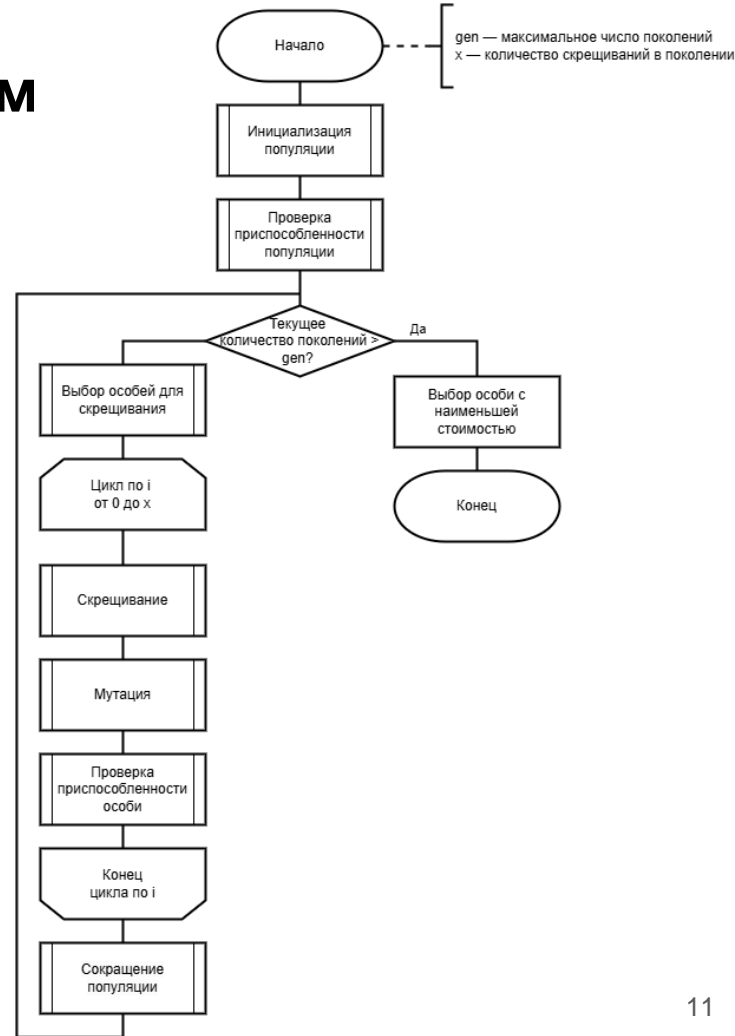 м
Начало
gen — максимальное число поколений
x — количество скрещиваний в поколении
Инициализация
популяции
Проверка
приспособленности
популяции
Текущее
количество поколений >
gen?
Да
Выбор особей для
скрещивания
Выбор особи с
наименьшей
стоимостью
Цикл по i
от 0 до x
Конец
Скрещивание
Мутация
Проверка
приспособленности
особи
Конец
цикла по i
Сокращение
популяции
11